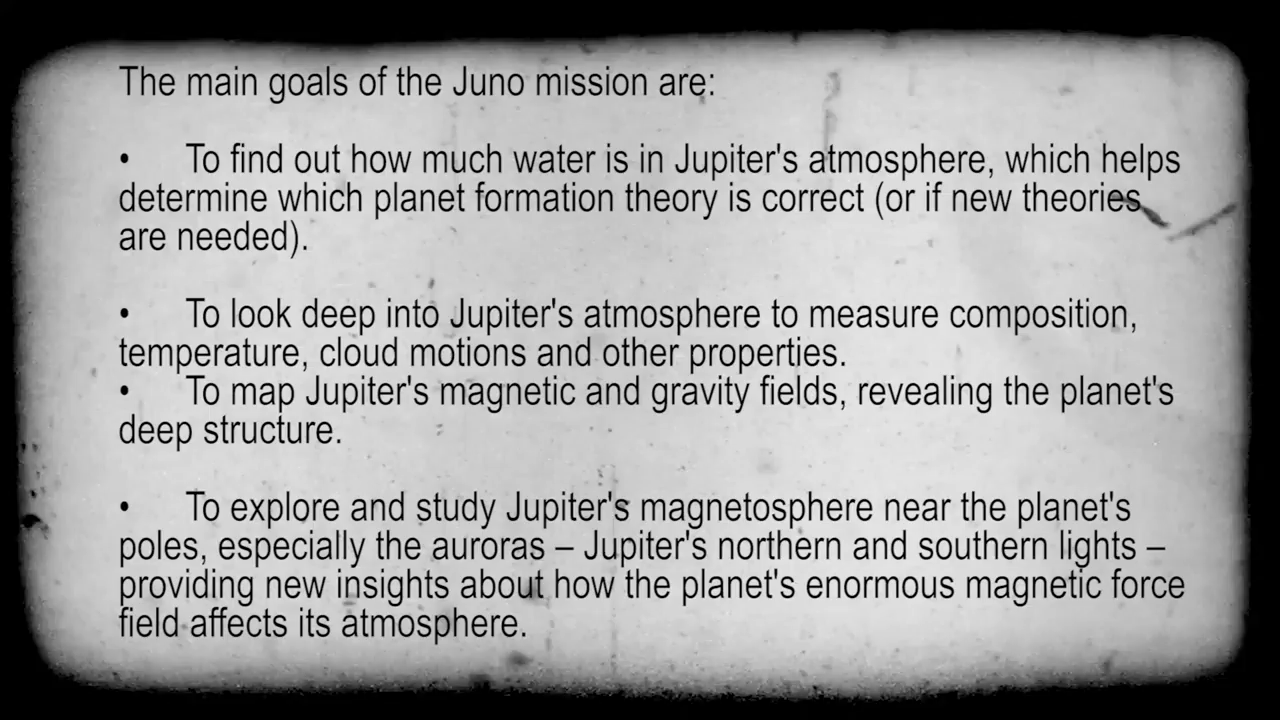 The main goals of the Juno mission are:
• To find out how much water is in Jupiter's atmosphere, which helps
determine which planet formation theory is correct (or if new theories
are needed).
• To look deep into Jupiter's atmosphere to measure composition,
temperature, cloud motions and other properties.
• To map Jupiter's magnetic and gravity fields, revealing the planet's
deep structure.
• To explore and study Jupiter's magnetosphere near the planet's
poles, especially the auroras – Jupiter's northern and southern lights –
providing new insights about how the planet's enormous magnetic force
field affects its atmosphere.